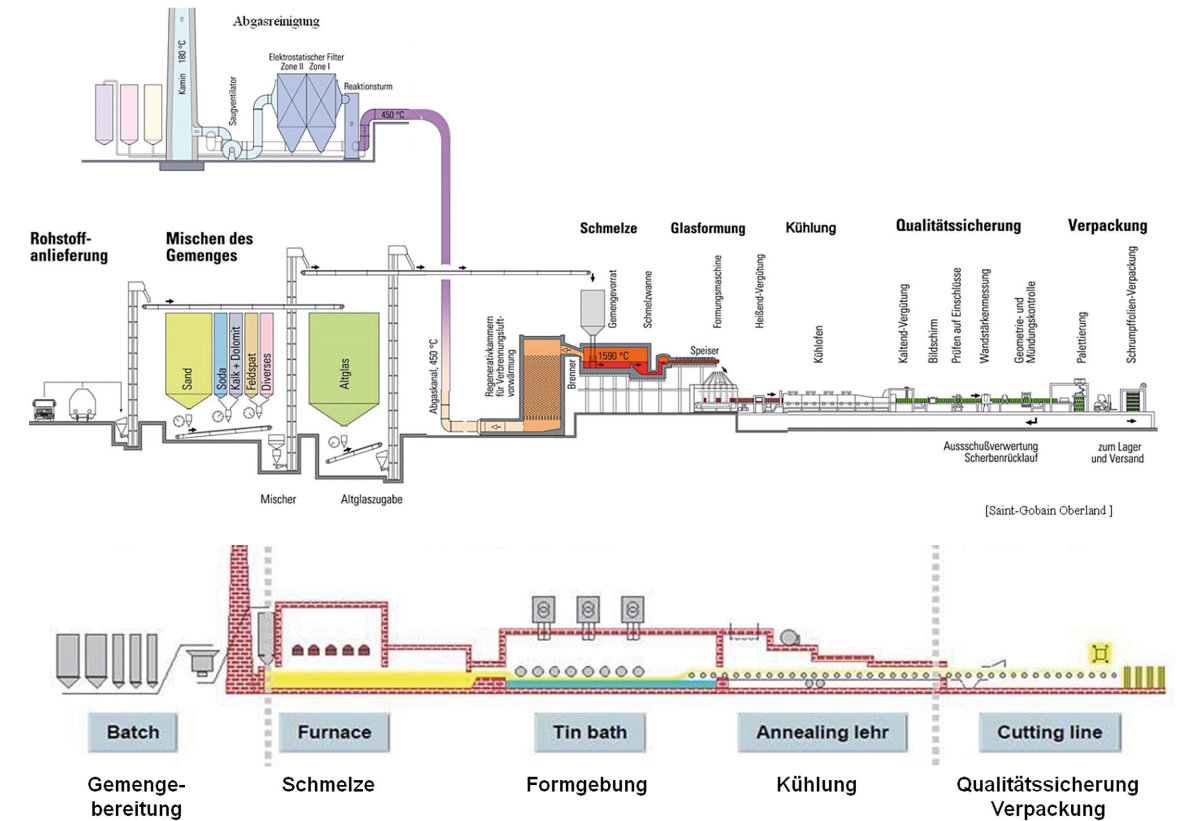 Abgasreinigung
Elektrostatischer Filter
Zone II Zone I
Kamin 180 °C
Saugventilator
Reaktionsturm
450 °C
Rohstoff-
anlieferung
Mischen des
Gemenges
Schmelze
Glasformung
Kühlung
Qualitätssicherung
Verpackung
Sand
Soda
Kalk + Dolomit
Feldspat
Diverses
Altglas
Abgaskanal, 450 °C
Regenerativkammern
für Verbrennungsluft-
vorwärmung
Brenner
Gemengevorrat
Schmelzwanne
1590 °C
Speiser
Formungsmaschine
Heißend-Vergütung
Kühlofen
Kaltend-Vergütung
Bildschirm
Prüfen auf Einschlüsse
Wandstärkenmessung
Geometrie- und
Mündungskontrolle
Palettierung
Schrumpffolien-Verpackung
Mischer
Altglaszugabe
Aussschußverwertung
Scherbenrücklauf
zum Lager
und Versand
[Saint-Gobain Oberland ]
Batch
Furnace
Tin bath
Annealing lehr
Cutting line
Gemenge-
bereitung
Schmelze
Formgebung
Kühlung
Qualitätssicherung
Verpackung